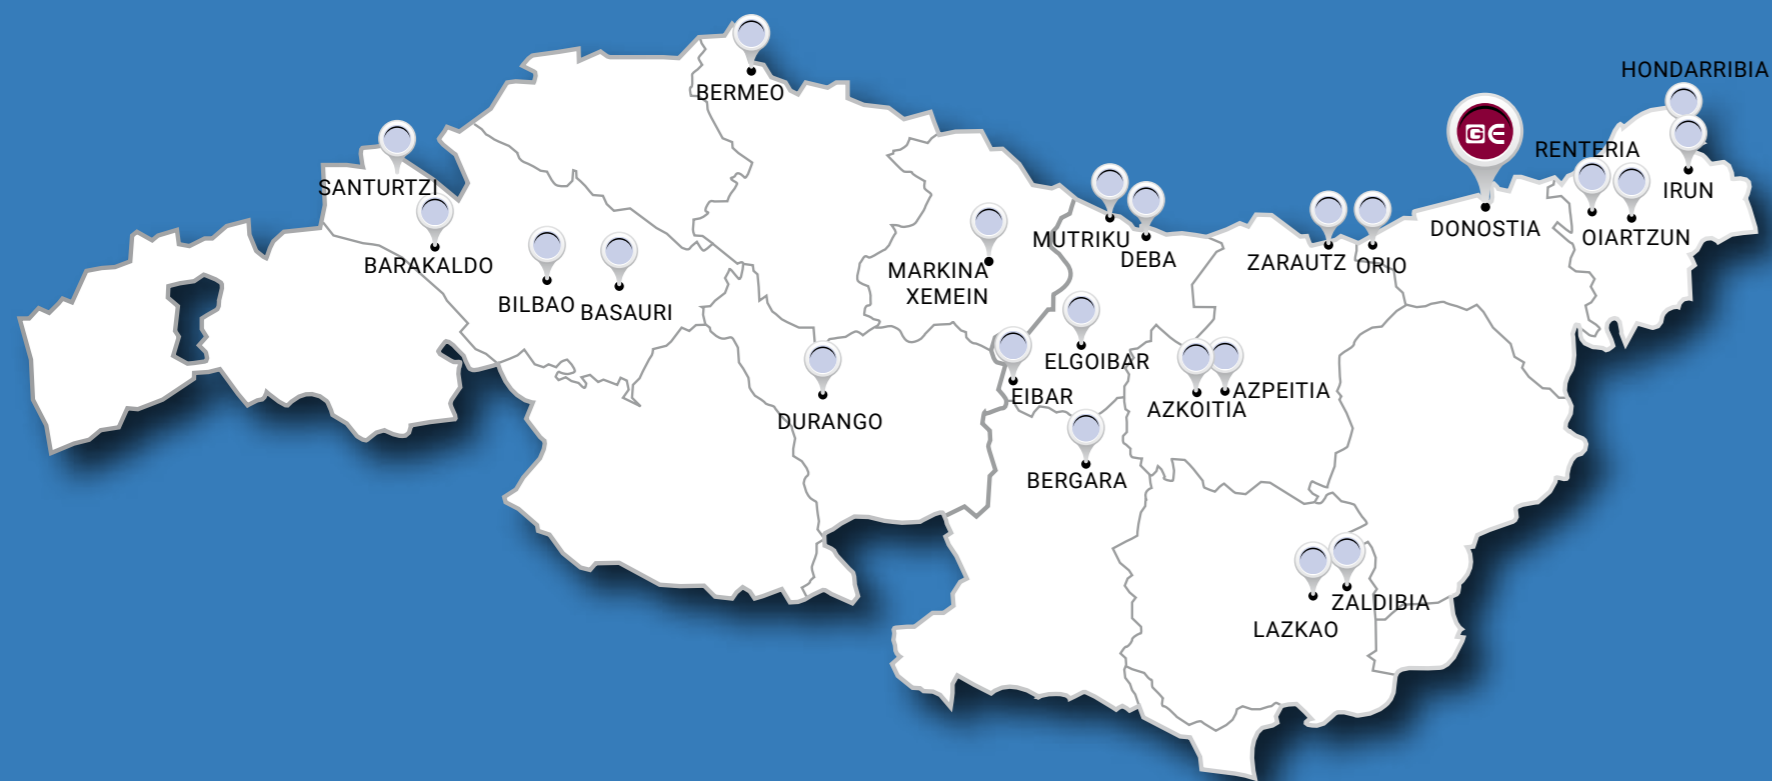 HONDARRIBIA
BERMEO
GE
RENTERIA
SANTURTZI
IRUN
DONOSTIA
OIARTZUN
MUTRIKU
DEBA
ZARAUTZ
ORIO
BARAKALDO
MARKINA
XEMEIN
BILBAO
BASAURI
ELGOIBAR
EIBAR
AZPEITIA
AZKOITIA
DURANGO
BERGARA
ZALDIBIA
LAZKAO